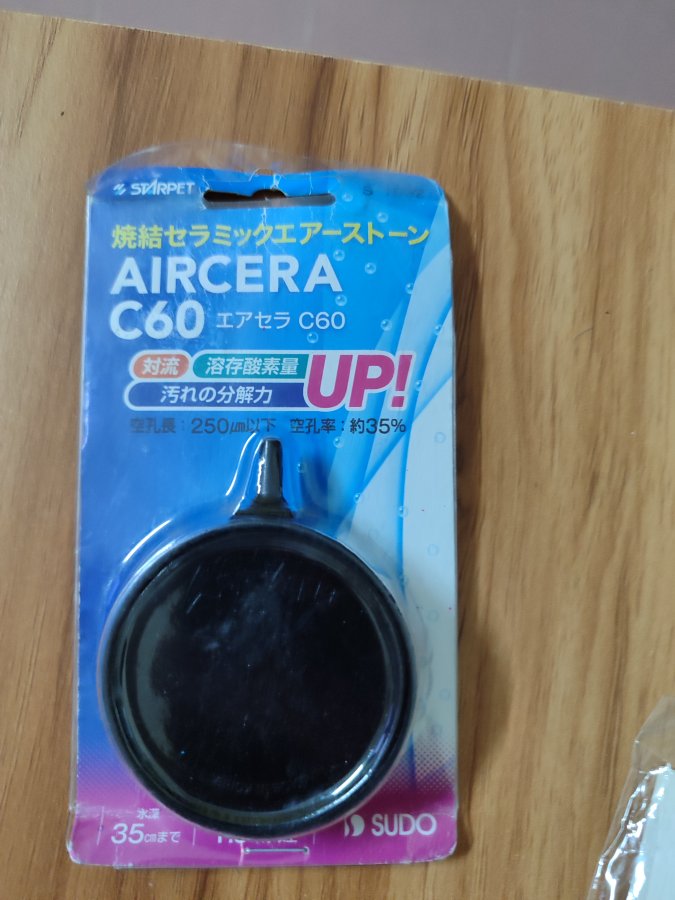 STARPET
焼結セラミックエアーストーン
AIRCERA
C60 エアセラ C60
対流 溶存酸素量 UP!
汚れの分解力
空孔長：250㎛以下 空孔率：約35%
水深
35cmまで
SUDO